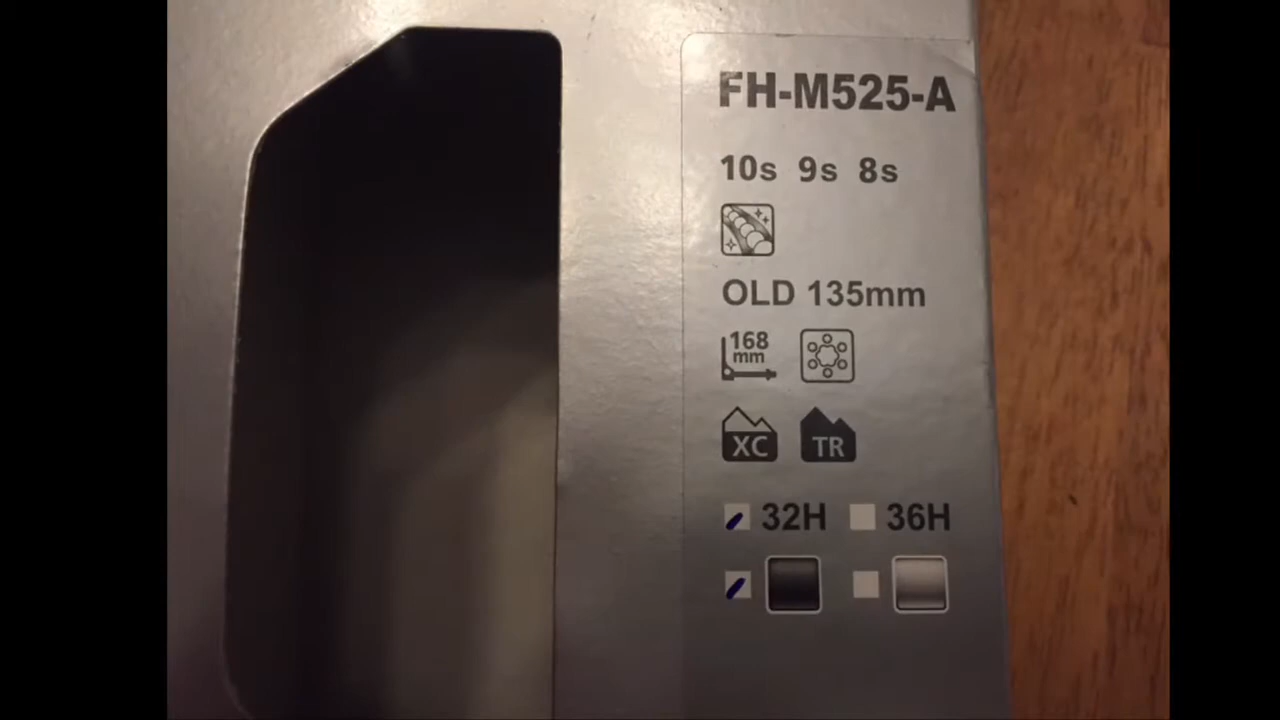 FH-M525-A
10s 9s 8s
OLD 135mm
168
mm
XC TR
32H 36H